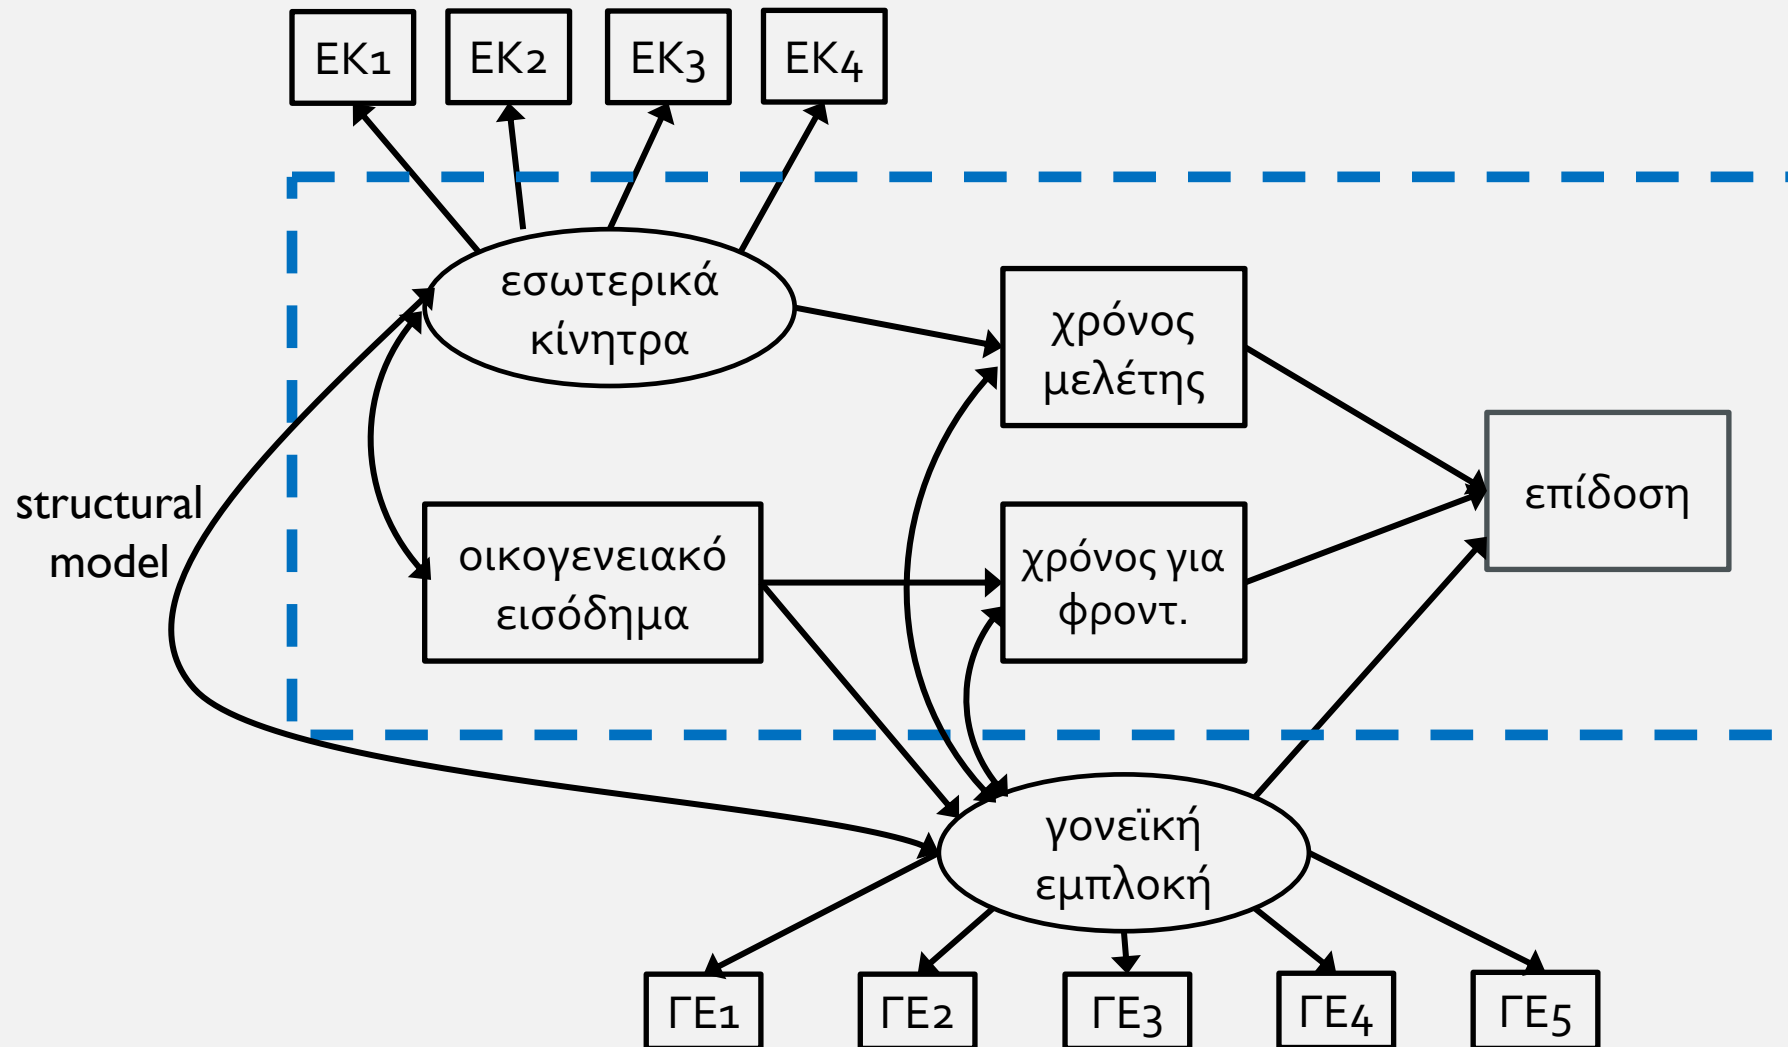 ΕΚ1
ΕΚ2
ΕΚ3
ΕΚ4
εσωτερικά
κίνητρα
χρόνος
μελέτης
structural
model
οικογενειακό
εισόδημα
χρόνος για
φροντ.
επίδοση
γονεϊκή
εμπλοκή
ΓΕ1
ΓΕ2
ΓΕ3
ΓΕ4
ΓΕ5